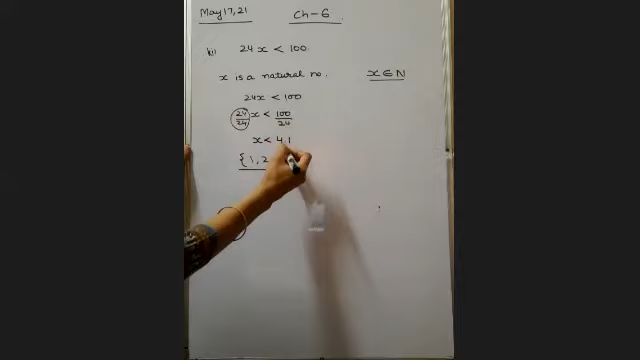 May 17, 21
Ch-6
24x < 100.
x is a natural no.
x ∈ N
24x < 100
24/24 x < 100/24
x < 4.1
{1, 2